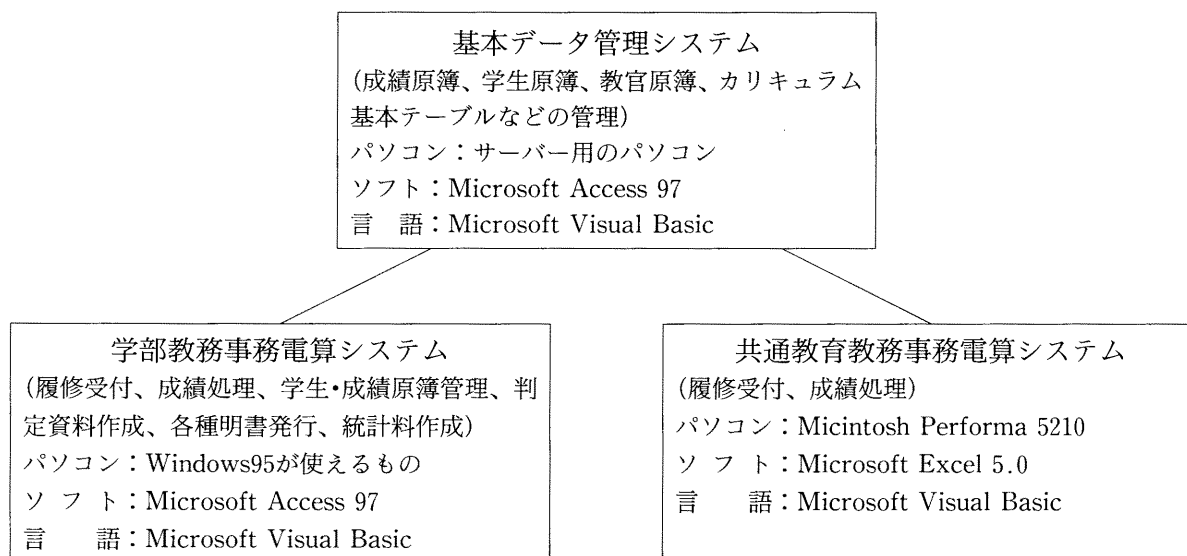 基本データ管理システム
(成績原簿、学生原簿、教官原簿、カリキュラム
基本テーブルなどの管理)
パソコン：サーバー用のパソコン
ソフト：Microsoft Access 97
言　語：Microsoft Visual Basic
学部教務事務電算システム
(履修受付、成績処理、学生・成績原簿管理、判
定資料作成、各種明書発行、統計料作成)
パソコン：Windows95が使えるもの
ソ　フ　ト：Microsoft Access 97
言　　語：Microsoft Visual Basic
共通教育教務事務電算システム
(履修受付、成績処理)
パソコン：Micintosh Performa 5210
ソ　フ　ト：Microsoft Excel 5.0
言　　語：Microsoft Visual Basic